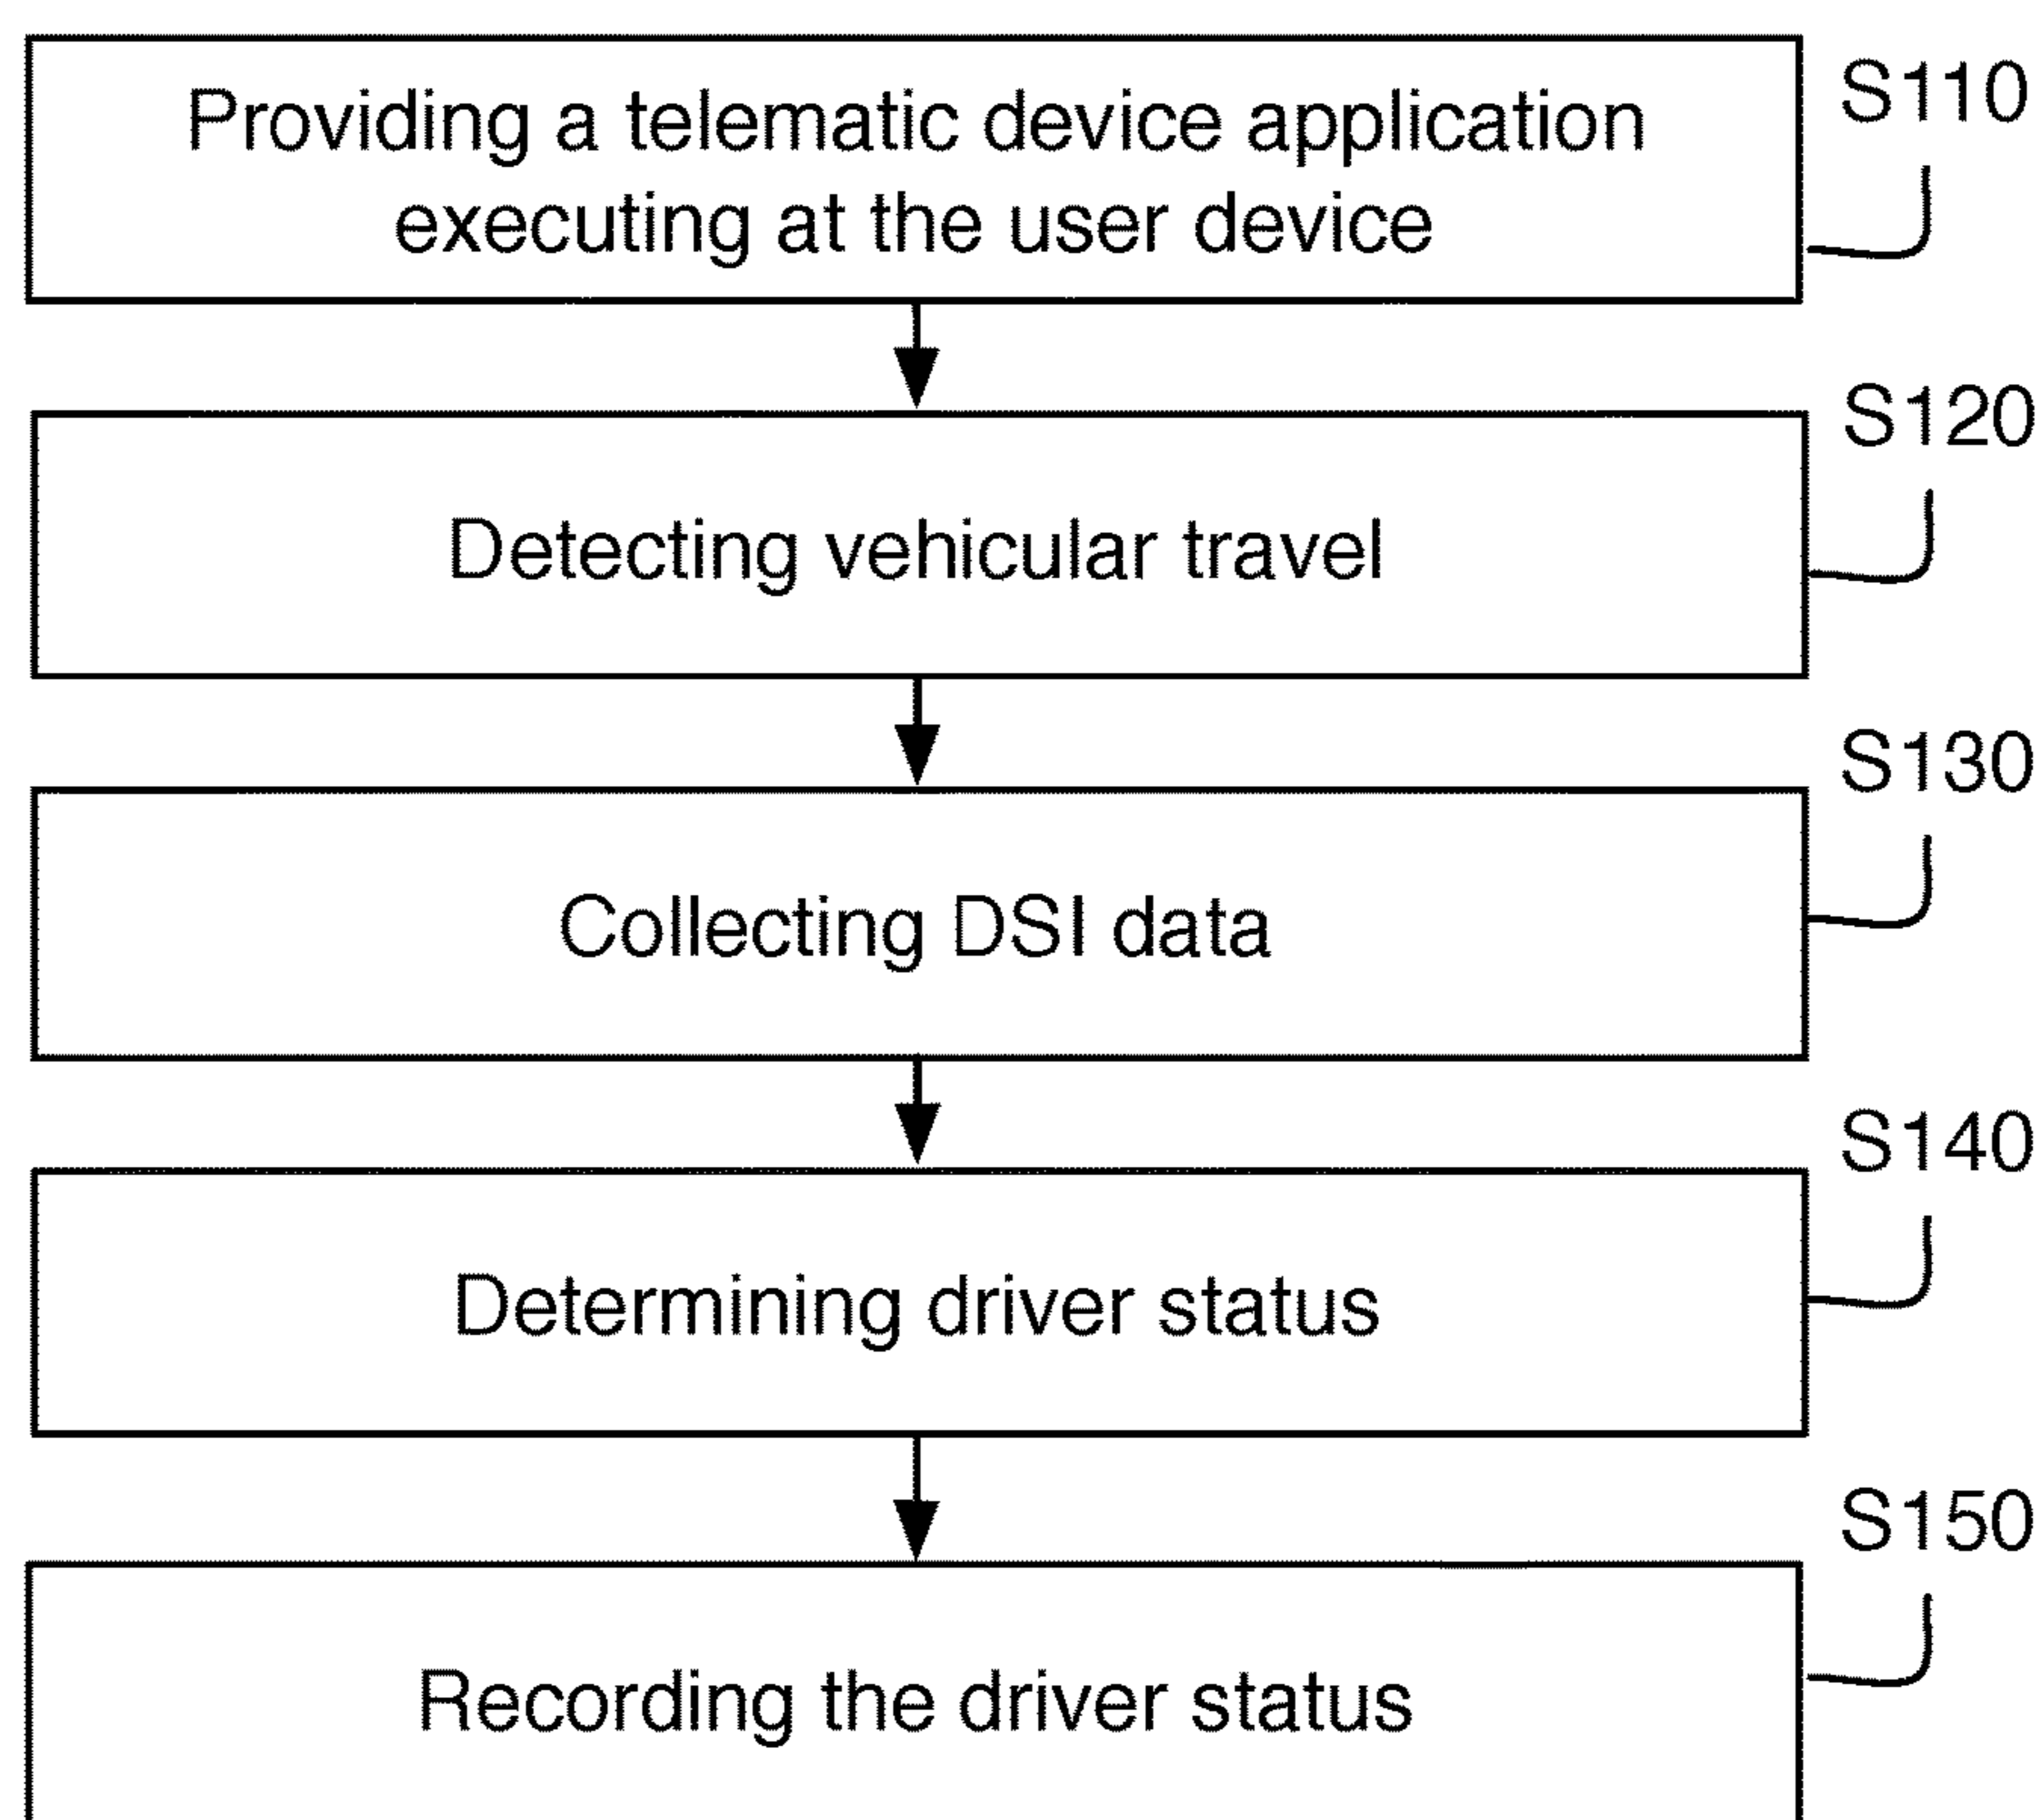 Providing a telematic device application
executing at the user device
S110
Detecting vehicular travel
S120
Collecting DSI data
S130
Determining driver status
S140
Recording the driver status
S150